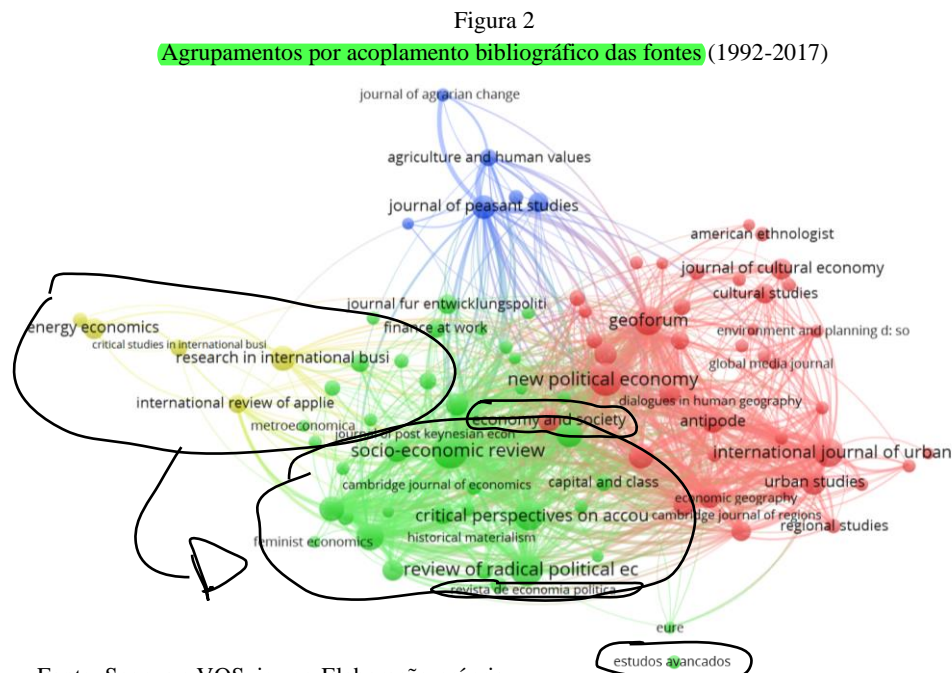 Figura 2
Agrupamentos por acoplamento bibliográfico das fontes (1992-2017)
journal of agrarian change
agriculture and human values
journal of peasant studies
american ethnologist
journal of cultural economy
cultural studies
journal fur entwicklungspoliti
geoforum
energy economics
finance at work
environment and planning d: so
critical studies in international busi
research in international busi
global media journal
new political economy
dialogues in human geography
international review of applie
economy and society
antipode
metroeconomica
journal of post keynesian econ
socio-economic review
international journal of urban
cambridge journal of economics
capital and class
urban studies
economic geography
critical perspectives on accou
cambridge journal of regions
regional studies
feminist economics
historical materialism
review of radical political ec
revista de economia politica
eure
estudos avancados